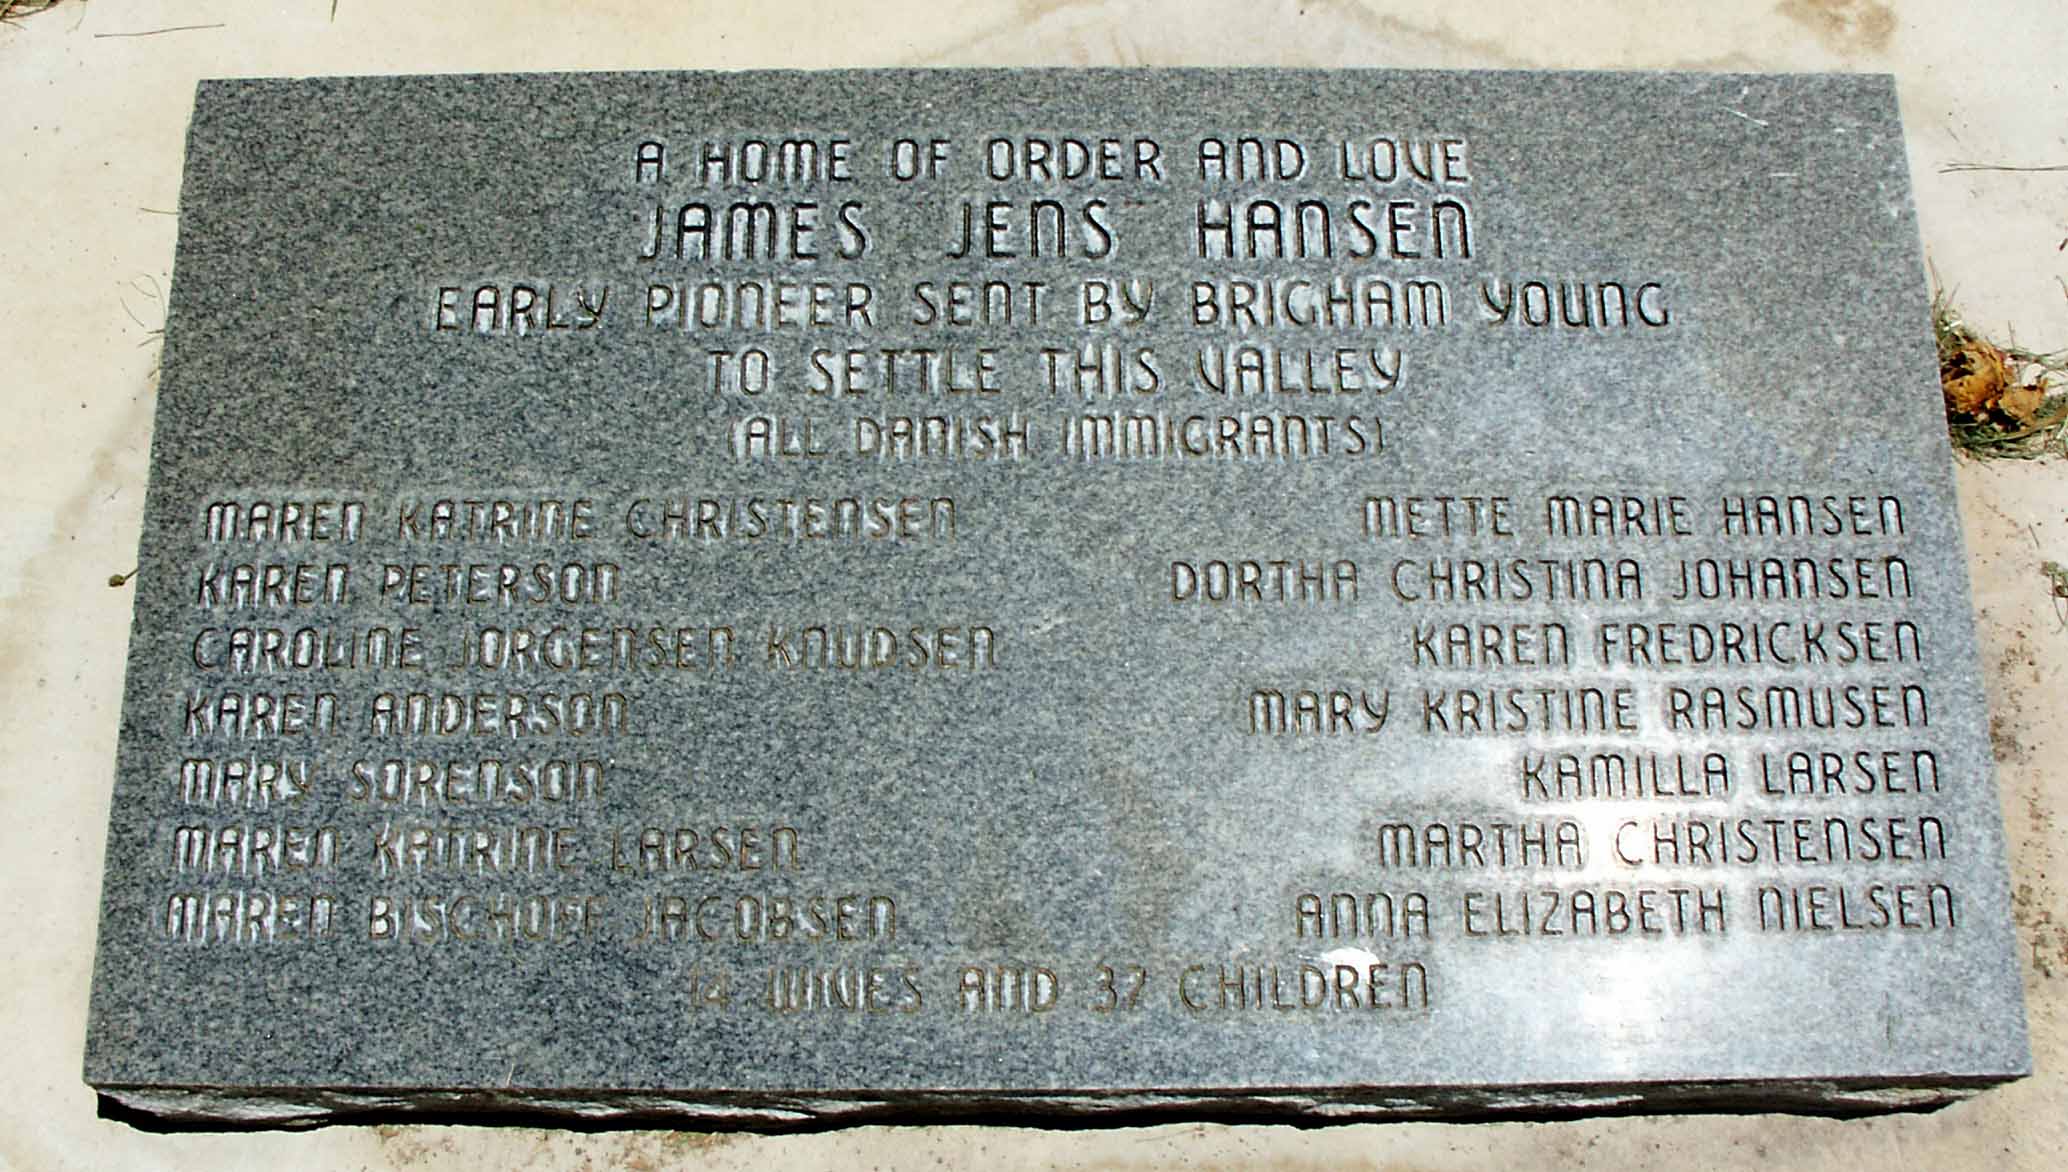 A HOME OF ORDER AND LOVE
JAMES JENS HANSEN
EARLY PIONEER SENT BY BRIGHAM YOUNG
TO SETTLE THIS VALLEY
(ALL DANISH IMMIGRANTS)
MAREN KATRINE CHRISTENSEN METTE MARIE HANSEN
KAREN PETERSON DORTHA CHRISTINA JOHANSEN
CAROLINE JORGENSEN KNUDSEN KAREN FREDRICKSEN
KAREN ANDERSON MARY KRISTINE RASMUSEN
MARY SORENSON KAMILLA LARSEN
MAREN KATRINE LARSEN MARTHA CHRISTENSEN
MAREN BISCHOFF JACOBSEN ANNA ELIZABETH NIELSEN
14 WIVES AND 37 CHILDREN